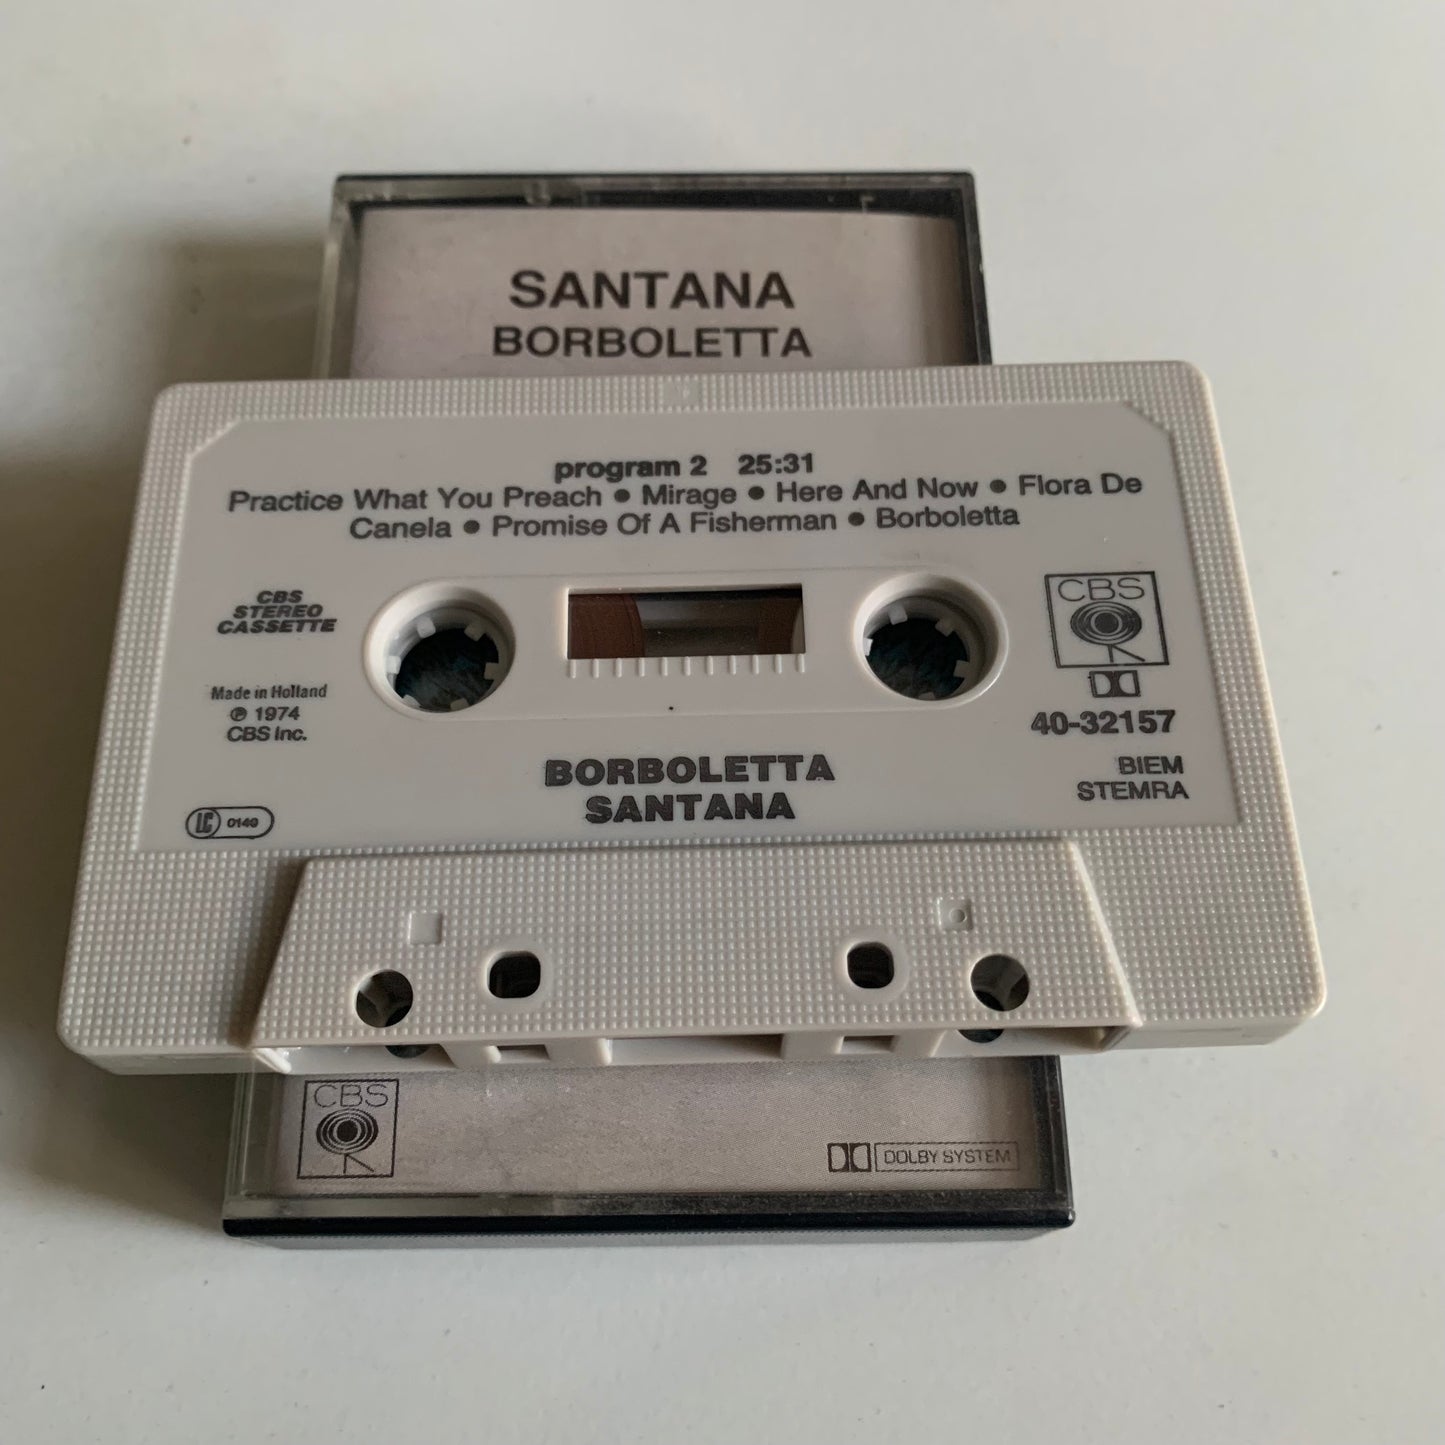 SANTANA
BORBOLETTA
program 2 25:31
Practice What You Preach • Mirage • Here And Now • Flora De
Canela • Promise Of A Fisherman • Borboletta
CBS
STEREO
CASSETTE
Made in Holland
℗ 1974
CBS Inc.
LC 0149
CBS
40-32157
BIEM
STEMRA
BORBOLETTA
SANTANA
CBS
DOLBY SYSTEM